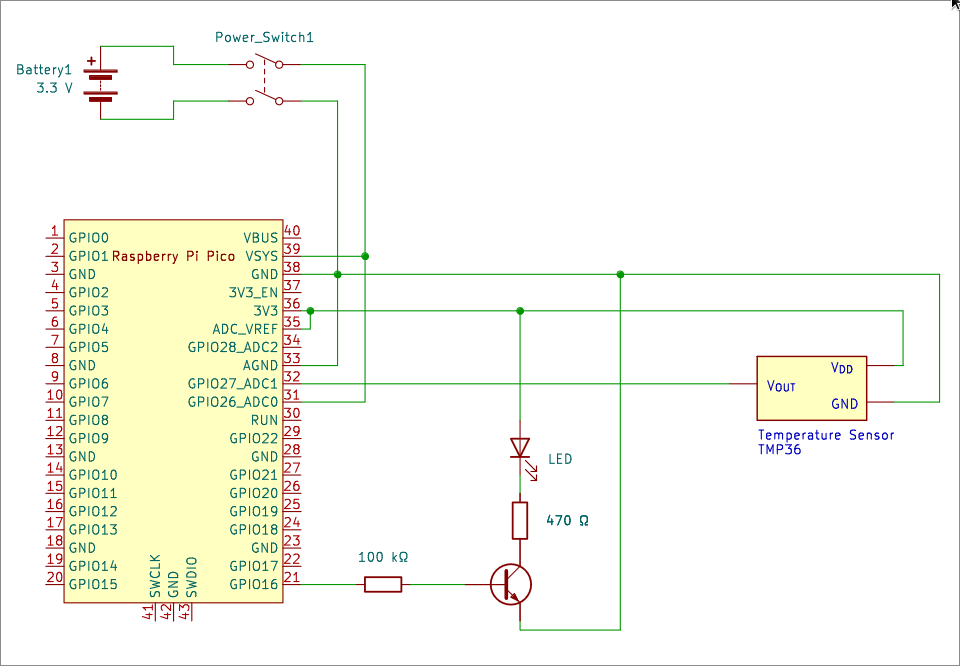 Power_Switch1
+
Battery1
3.3 V
1 GPIO0 VBUS 40
2 GPIO1 Raspberry Pi Pico VSYS 39
3 GND GND 38
4 GPIO2 3V3_EN 37
5 GPIO3 3V3 36
6 GPIO4 ADC_VREF 35
7 GPIO5 GPIO28_ADC2 34
8 GND AGND 33
9 GPIO6 GPIO27_ADC1 32
10 GPIO7 GPIO26_ADC0 31
11 GPIO8 RUN 30
12 GPIO9 GPIO22 29
13 GND GND 28
14 GPIO10 GPIO21 27
15 GPIO11 GPIO20 26
16 GPIO12 GPIO19 25
17 GPIO13 GPIO18 24
18 GND GND 23
19 GPIO14 GPIO17 22
20 GPIO15 GPIO16 21
SWCLK 41
GND 42
SWDIO 43
VDD
VOUT
GND
Temperature Sensor
TMP36
LED
470 Ω
100 kΩ